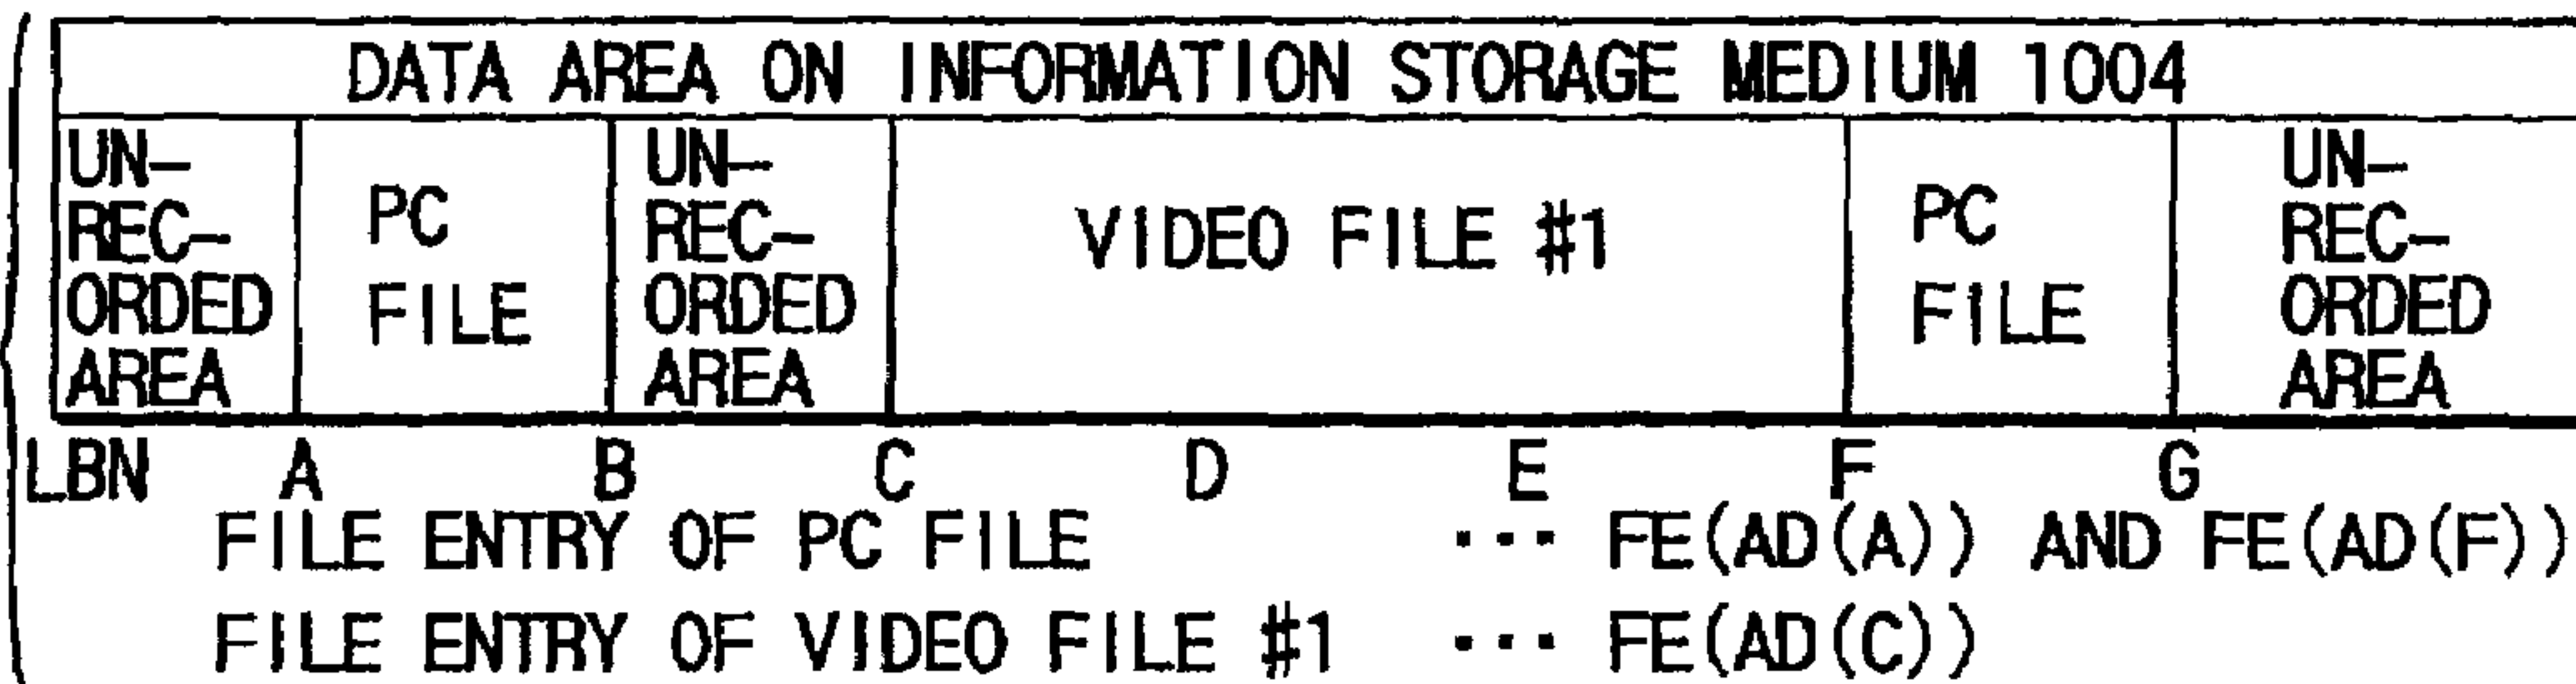 DATA AREA ON INFORMATION STORAGE MEDIUM 1004
UN-
REC-
ORDED
AREA
PC
FILE
UN-
REC-
ORDED
AREA
VIDEO FILE #1
PC
FILE
UN-
REC-
ORDED
AREA
LBN A B C D E F G
FILE ENTRY OF PC FILE ··· FE(AD(A)) AND FE(AD(F))
FILE ENTRY OF VIDEO FILE #1 ··· FE(AD(C))